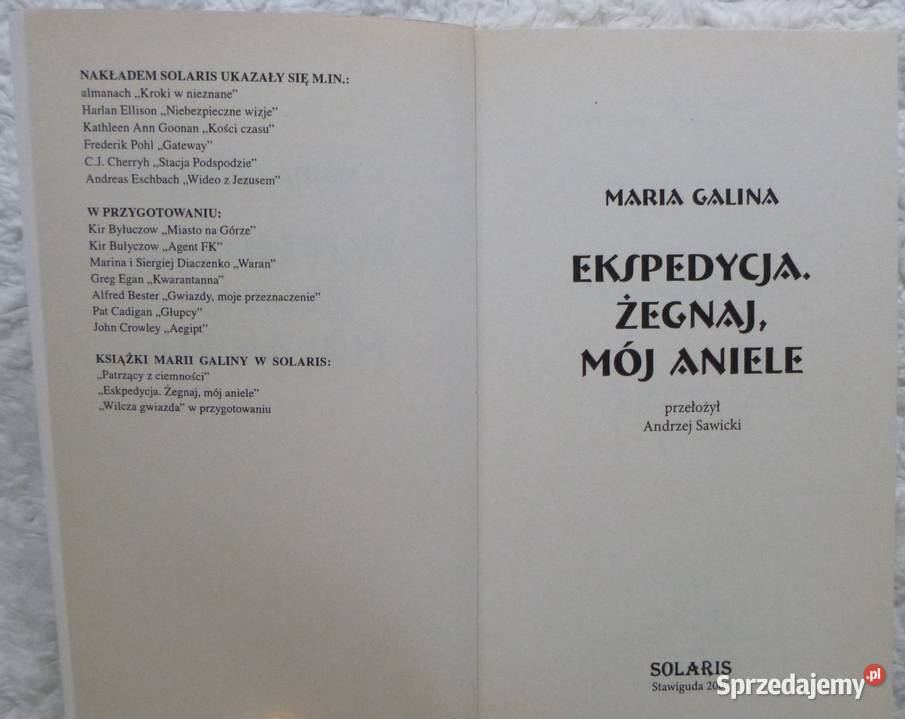 NAKŁADEM SOLARIS UKAZAŁY SIĘ M.IN.:
almanach „Kroki w nieznane”
Harlan Ellison „Niebezpieczne wizje”
Kathleen Ann Goonan „Kości czasu”
Frederik Pohl „Gateway”
C.J. Cherryh „Stacja Podspodzie”
Andreas Eschbach „Wideo z Jezusem”
W PRZYGOTOWANIU:
Kir Byłuczow „Miasto na Górze”
Kir Bułyczow „Agent FK”
Marina i Siergiej Diaczenko „Waran”
Greg Egan „Kwarantanna”
Alfred Bester „Gwiazdy, moje przeznaczenie”
Pat Cadigan „Głupcy”
John Crowley „Aegipt”
KSIĄŻKI MARII GALINY W SOLARIS:
„Patrzący z ciemności”
„Eskpedycja. Żegnaj, mój aniele”
„Wilcza gwiazda” w przygotowaniu
MARIA GALINA
EKSPEDYCJA.
ŻEGNAJ,
MÓJ ANIELE
przełożył
Andrzej Sawicki
SOLARIS
Stawiguda
Sprzedajemy.pl